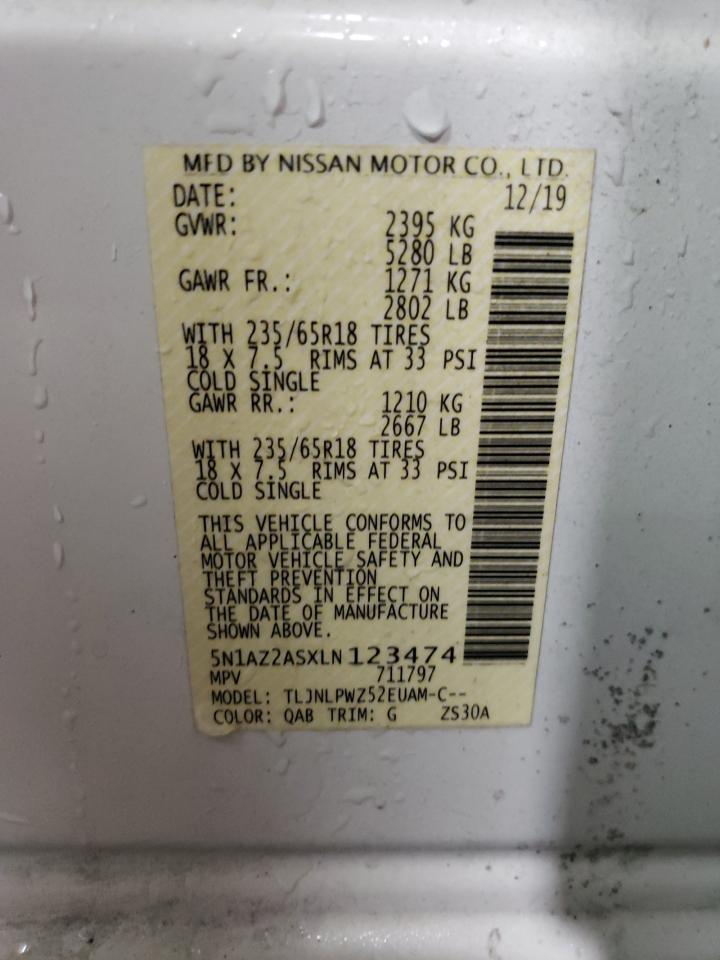 MFD BY NISSAN MOTOR CO., LTD.
DATE: 12/19
GVWR: 2395 KG
5280 LB
GAWR FR.: 1271 KG
2802 LB
WITH 235/65R18 TIRES
18 X 7.5 RIMS AT 33 PSI
COLD SINGLE
GAWR RR.: 1210 KG
2667 LB
WITH 235/65R18 TIRES
18 X 7.5 RIMS AT 33 PSI
COLD SINGLE
THIS VEHICLE CONFORMS TO
ALL APPLICABLE FEDERAL
MOTOR VEHICLE SAFETY AND
THEFT PREVENTION
STANDARDS IN EFFECT ON
THE DATE OF MANUFACTURE
SHOWN ABOVE.
5N1AZ2ASXLN123474
MPV 711797
MODEL: TLJNLPWZ52EUAM-C--
COLOR: QAB TRIM: G ZS30A